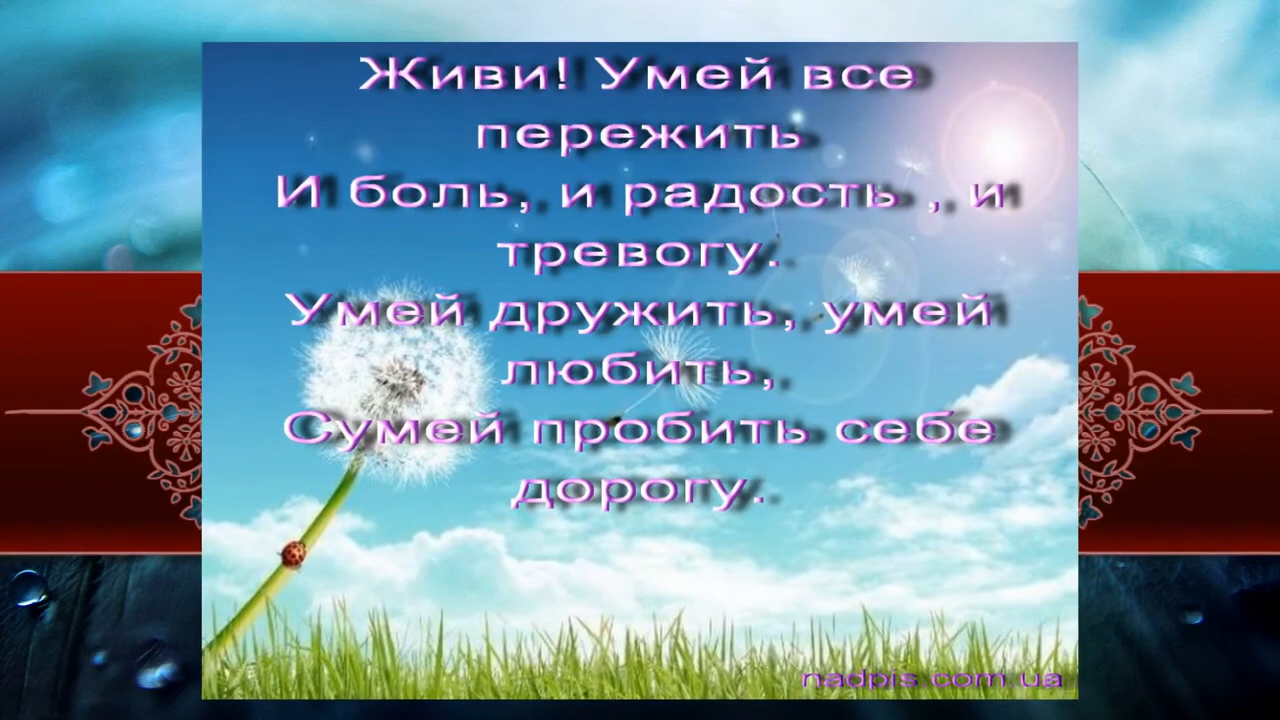 Живи! Умей все
пережить
И боль, и радость , и
тревогу.
Умей дружить, умей
любить,
Сумей пробить себе
дорогу.
nadpis.com.ua